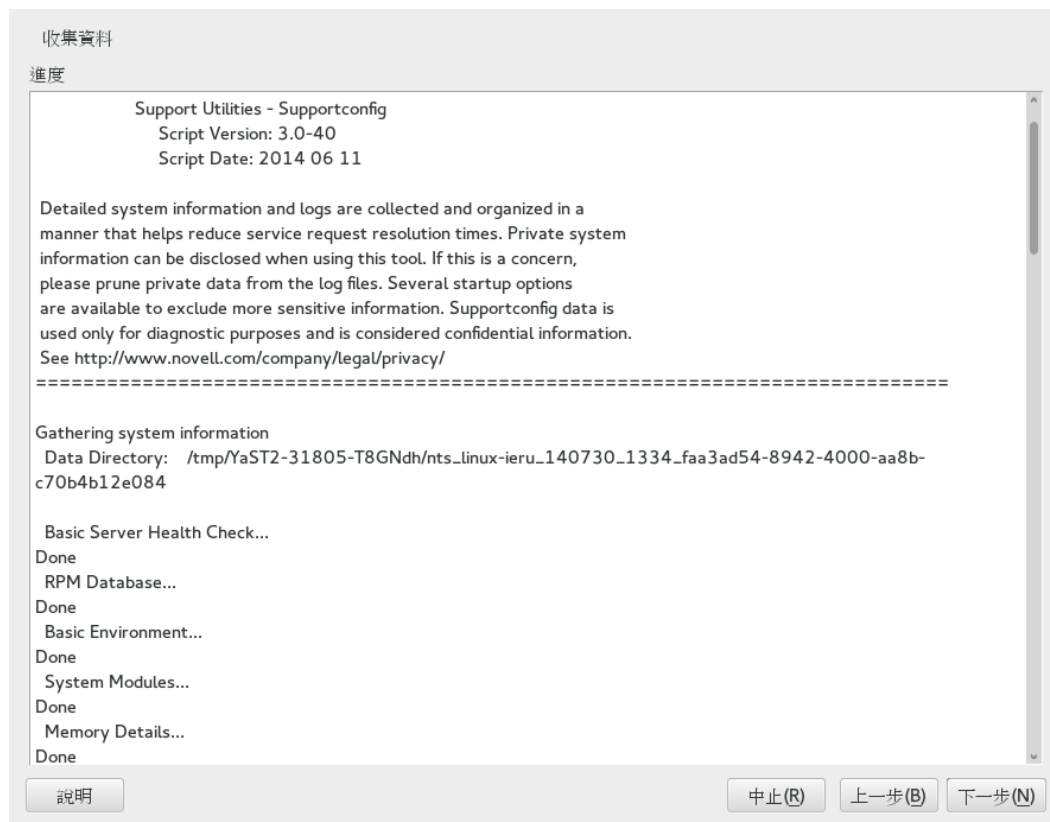 收集資料
進度
Support Utilities - Supportconfig
Script Version: 3.0-40
Script Date: 2014 06 11
Detailed system information and logs are collected and organized in a
manner that helps reduce service request resolution times. Private system
information can be disclosed when using this tool. If this is a concern,
please prune private data from the log files. Several startup options
are available to exclude more sensitive information. Supportconfig data is
used only for diagnostic purposes and is considered confidential information.
See http://www.novell.com/company/legal/privacy/
=============================================================================
Gathering system information
Data Directory: /tmp/YaST2-31805-T8GNdh/nts_linux-ieru_140730_1334_faa3ad54-8942-4000-aa8b-
c70b4b12e084
Basic Server Health Check...
Done
RPM Database...
Done
Basic Environment...
Done
System Modules...
Done
Memory Details...
Done
說明
中止(R)
上一步(B)
下一步(N)